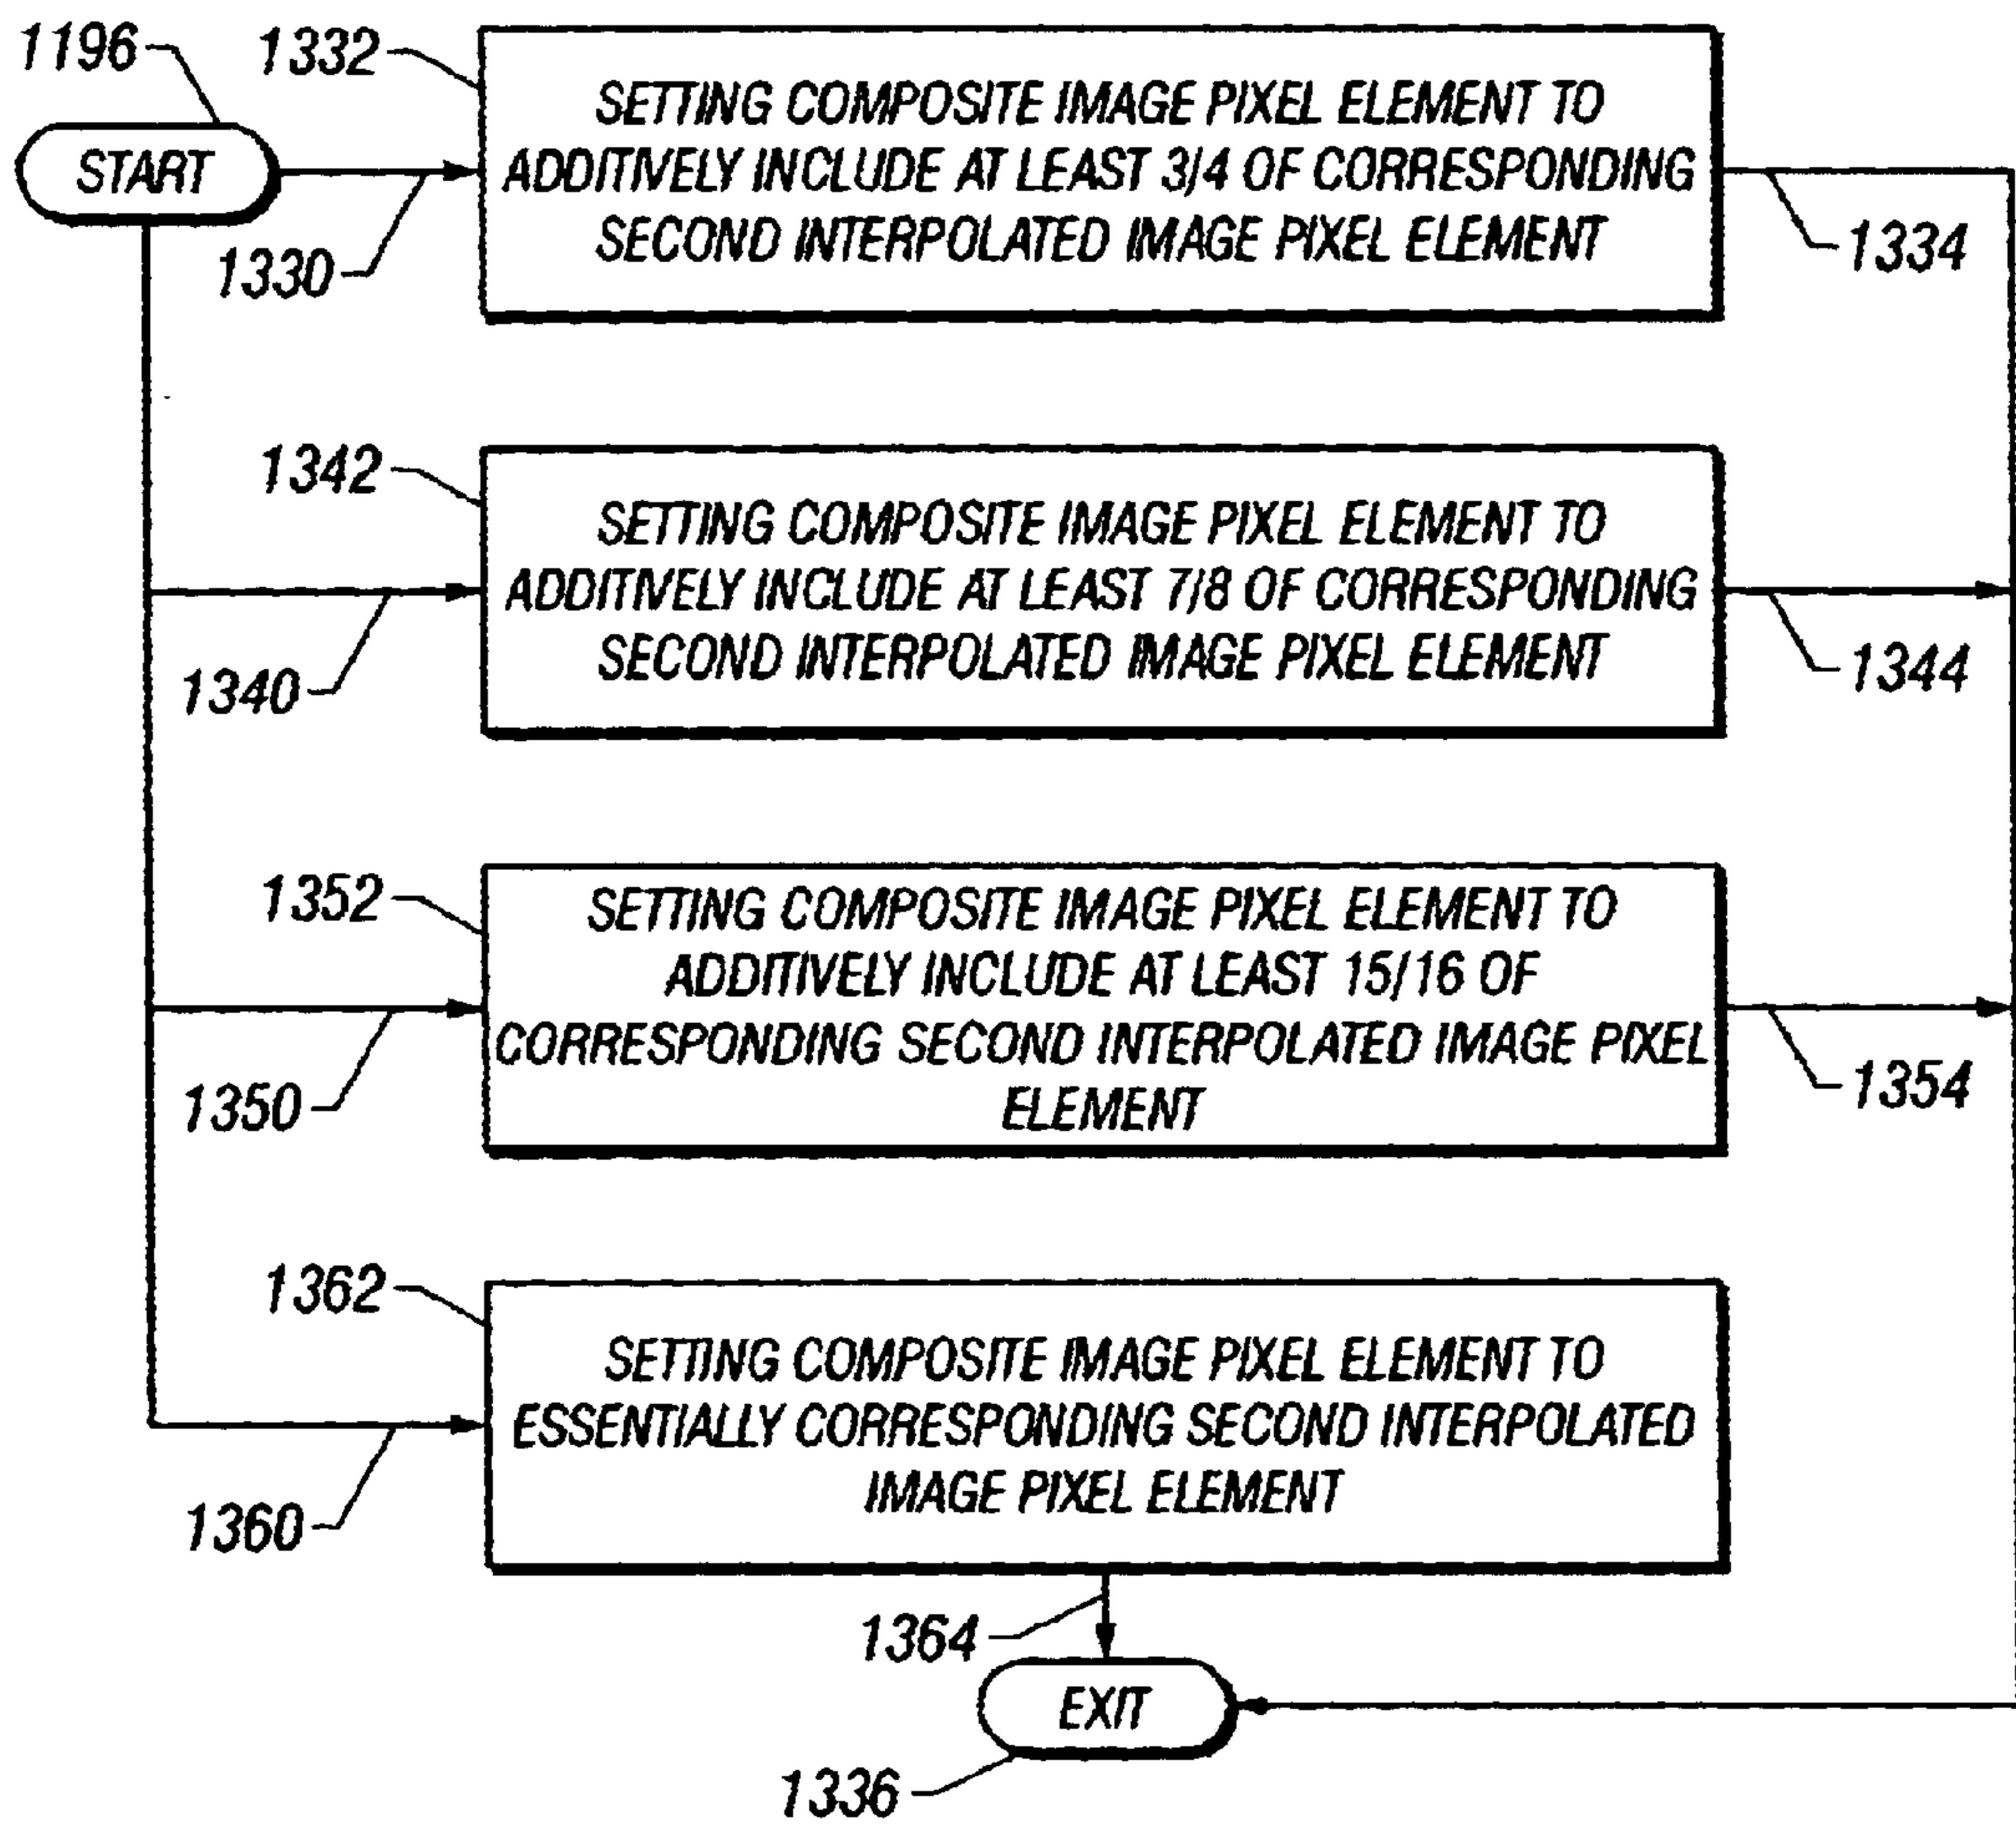 1196
1332
START
SETTING COMPOSITE IMAGE PIXEL ELEMENT TO
ADDITIVELY INCLUDE AT LEAST 3/4 OF CORRESPONDING
SECOND INTERPOLATED IMAGE PIXEL ELEMENT
1330
1334
1342
SETTING COMPOSITE IMAGE PIXEL ELEMENT TO
ADDITIVELY INCLUDE AT LEAST 7/8 OF CORRESPONDING
SECOND INTERPOLATED IMAGE PIXEL ELEMENT
1340
1344
1352
SETTING COMPOSITE IMAGE PIXEL ELEMENT TO
ADDITIVELY INCLUDE AT LEAST 15/16 OF
CORRESPONDING SECOND INTERPOLATED IMAGE PIXEL
ELEMENT
1350
1354
1362
SETTING COMPOSITE IMAGE PIXEL ELEMENT TO
ESSENTIALLY CORRESPONDING SECOND INTERPOLATED
IMAGE PIXEL ELEMENT
1360
1364
EXIT
1336